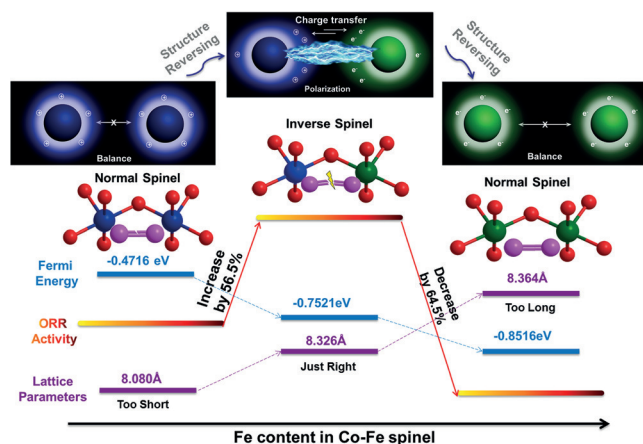 Structure
Reversing
Charge transfer
Polarization
Structure
Reversing
Balance
Balance
Normal Spinel
Inverse Spinel
Normal Spinel
Fermi
Energy
-0.4716 eV
-0.7521eV
-0.8516eV
ORR
Activity
Increase
by 56.5%
Decrease
by 64.5%
Lattice
Parameters
8.080Å
Too Short
8.326Å
Just Right
8.364Å
Too Long
Fe content in Co-Fe spinel